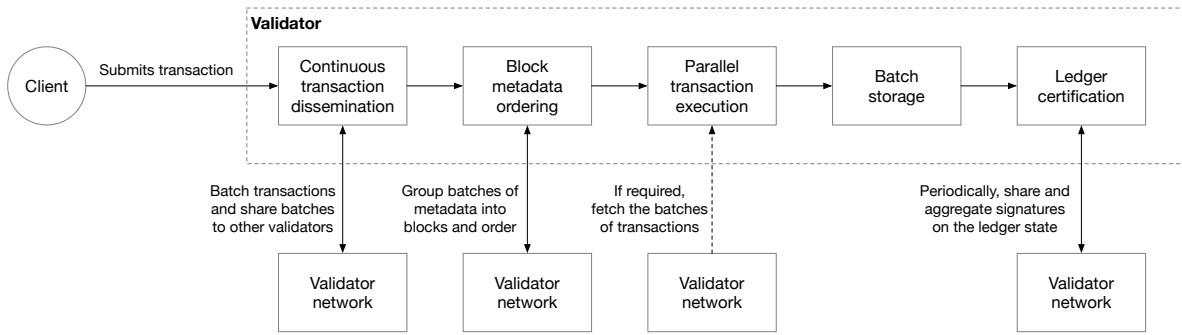 Validator
Client
Submits transaction
Continuous
transaction
dissemination
Block
metadata
ordering
Parallel
transaction
execution
Batch
storage
Ledger
certification
Batch transactions
and share batches
to other validators
Group batches of
metadata into
blocks and order
If required,
fetch the batches
of transactions
Periodically, share and
aggregate signatures
on the ledger state
Validator
network
Validator
network
Validator
network
Validator
network